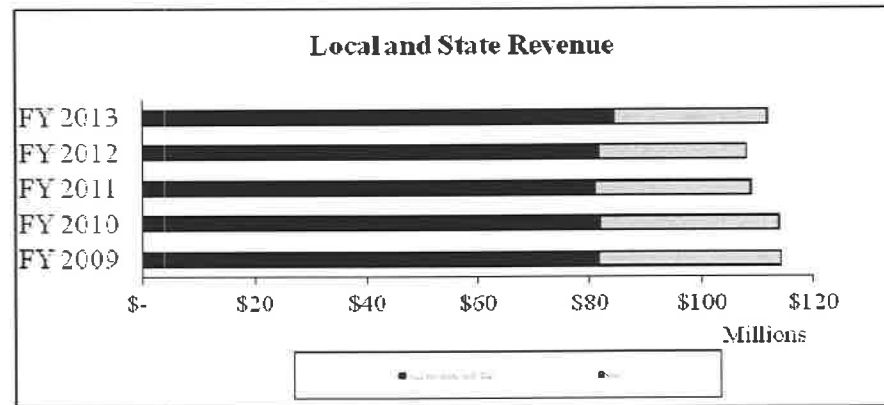 Local and State Revenue
FY 2013
FY 2012
FY 2011
FY 2010
FY 2009
$- $20 $40 $60 $80 $100 $120
Millions